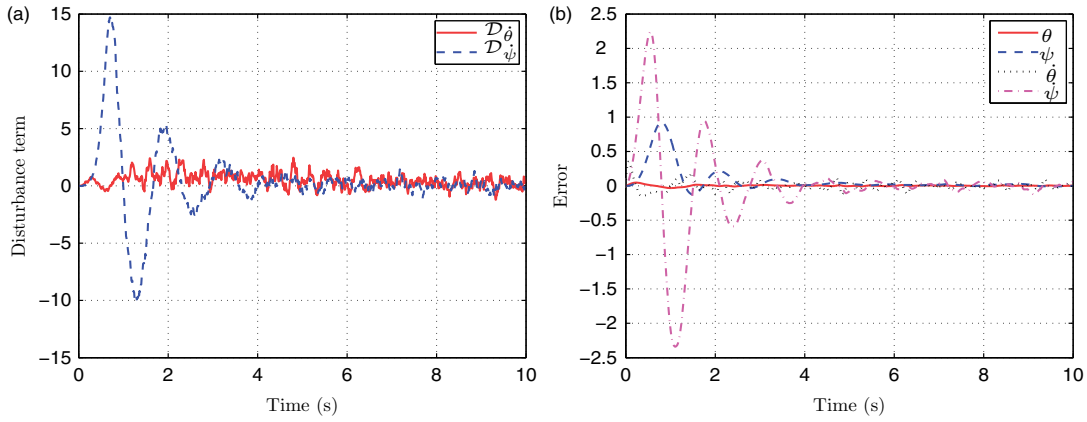 (a)
15
10
5
0
−5
−10
−15
0 2 4 6 8 10
Disturbance term
Time (s)
𝒟_θ̇
𝒟_ψ̇
(b)
2.5
2
1.5
1
0.5
0
−0.5
−1
−1.5
−2
−2.5
0 2 4 6 8 10
Error
Time (s)
θ
ψ
θ̇
ψ̇